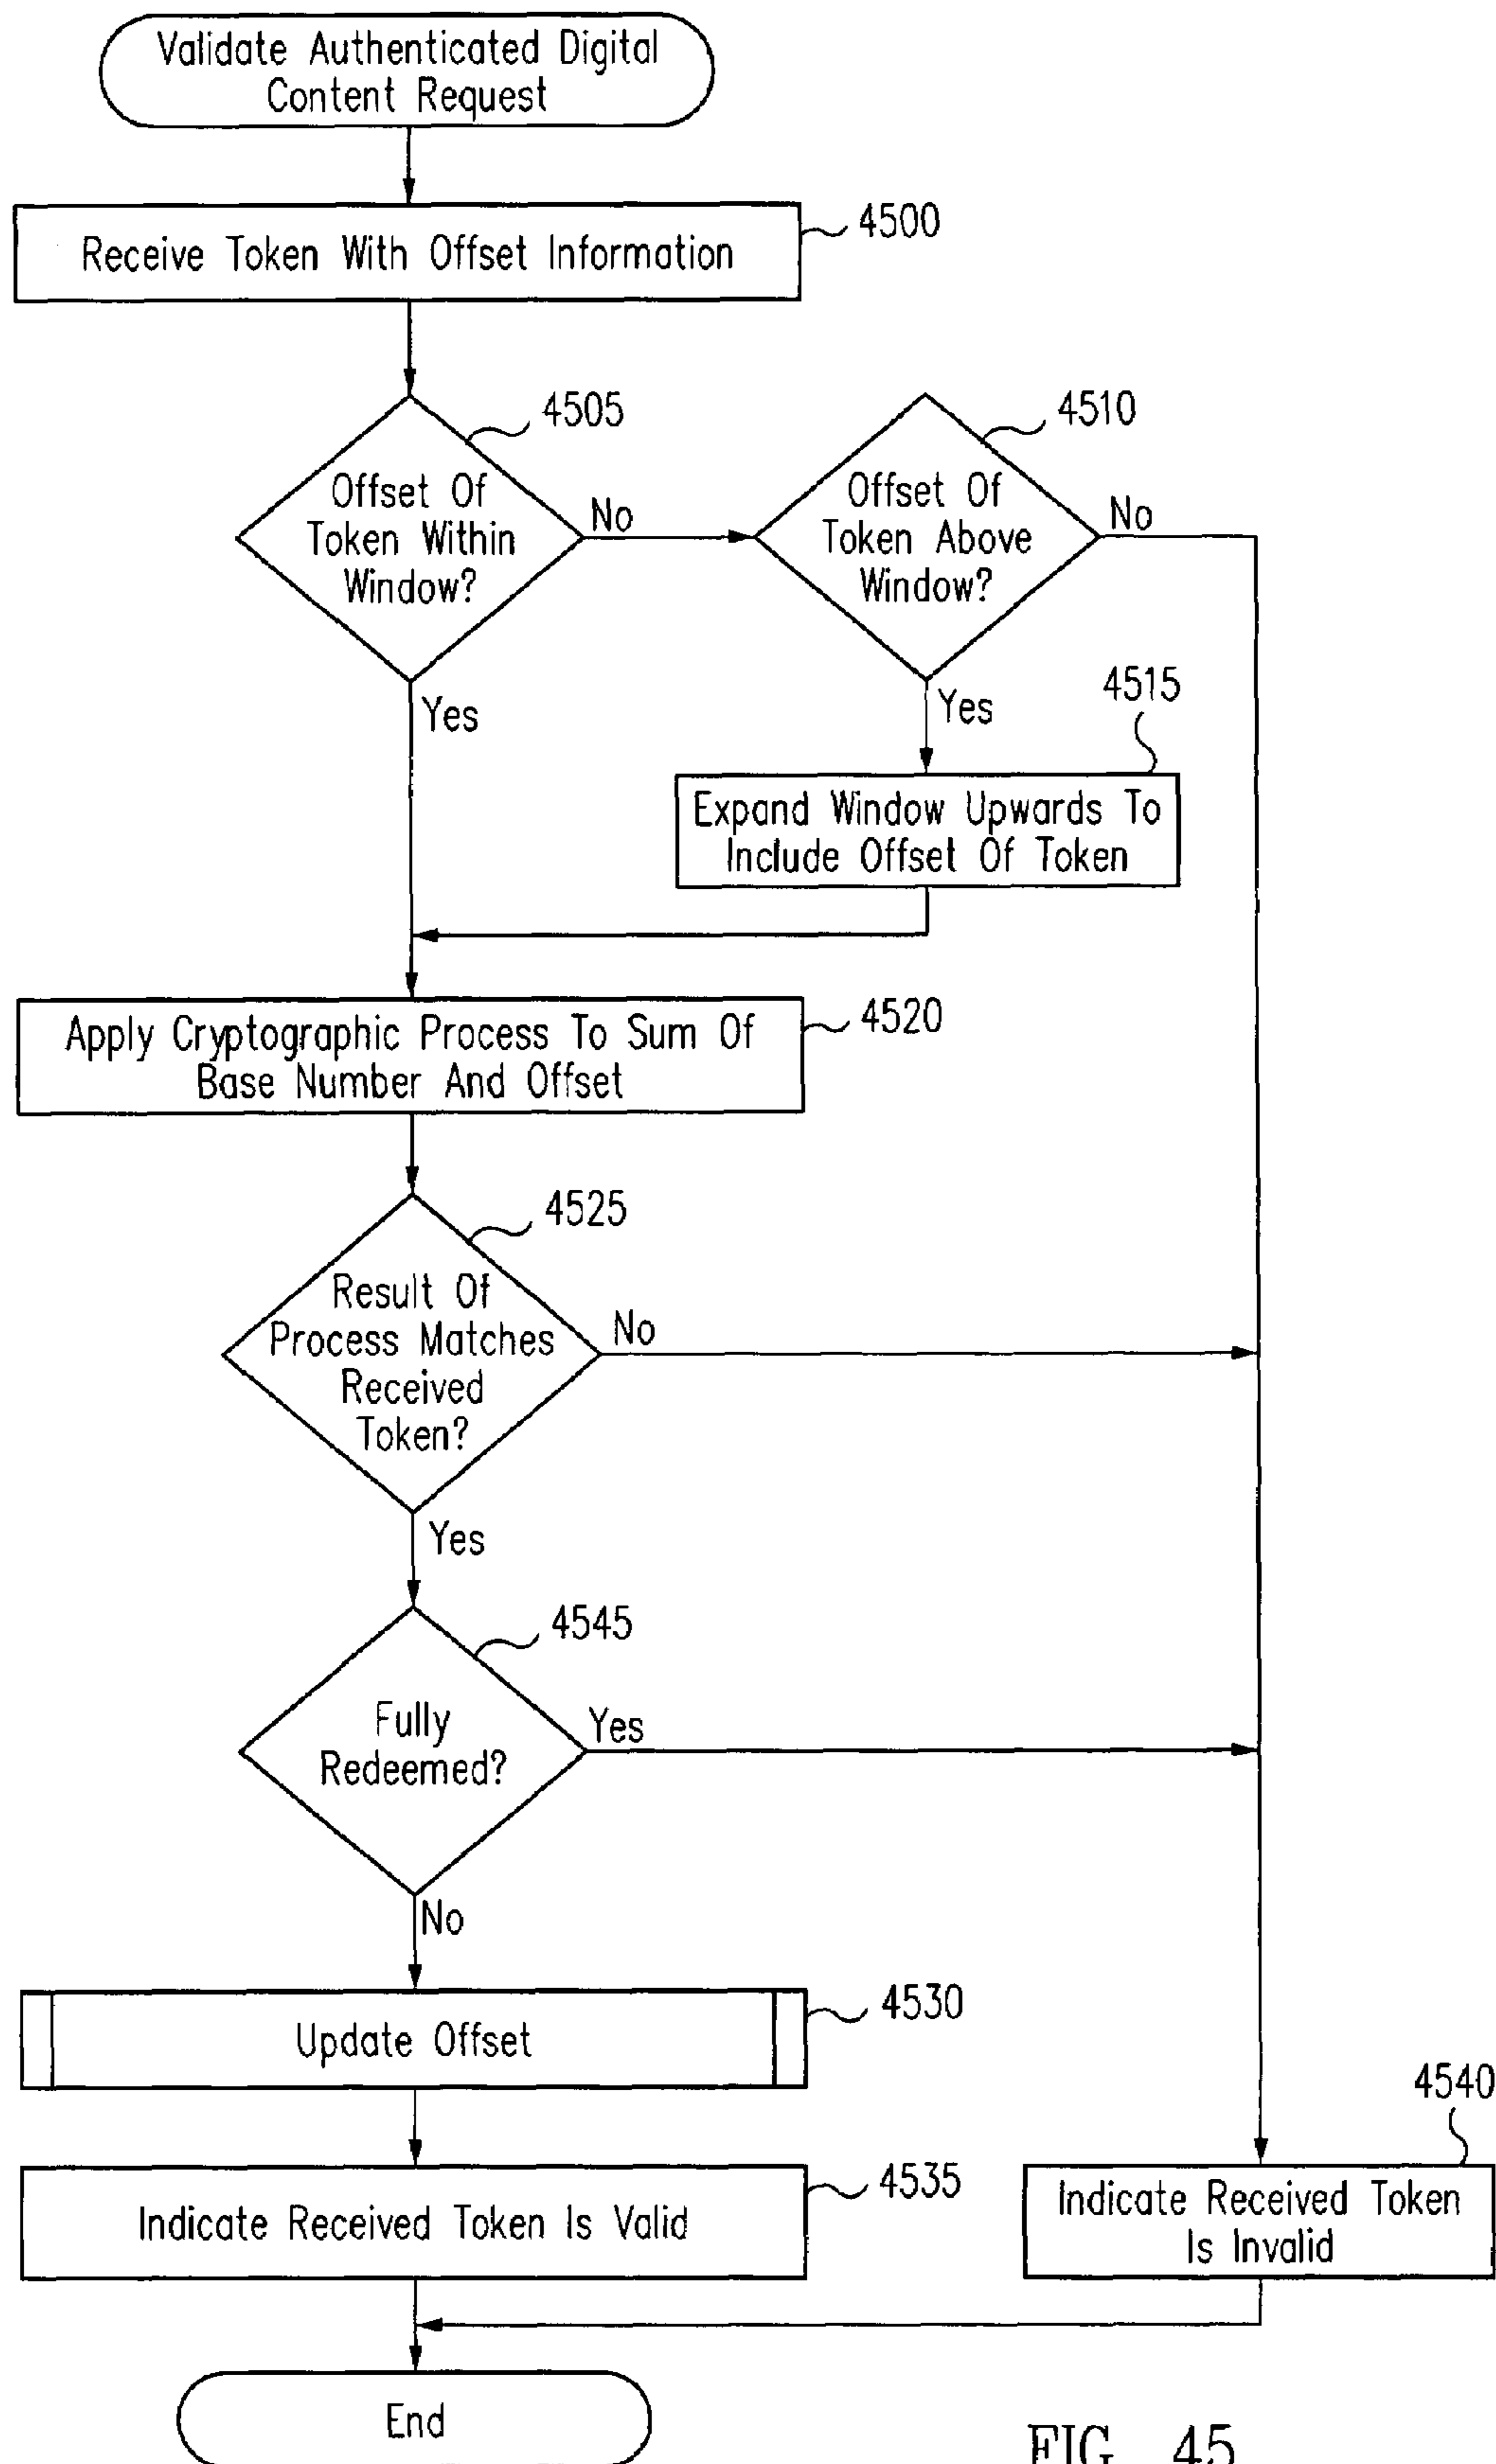 Validate Authenticated Digital
Content Request
4500
Receive Token With Offset Information
4505
Offset Of
Token Within
Window?
No
Yes
4510
Offset Of
Token Above
Window?
No
Yes
4515
Expand Window Upwards To
Include Offset Of Token
4520
Apply Cryptographic Process To Sum Of
Base Number And Offset
4525
Result Of
Process Matches
Received
Token?
No
Yes
4545
Fully
Redeemed?
Yes
No
4530
Update Offset
4535
Indicate Received Token Is Valid
4540
Indicate Received Token
Is Invalid
End
FIG. 45